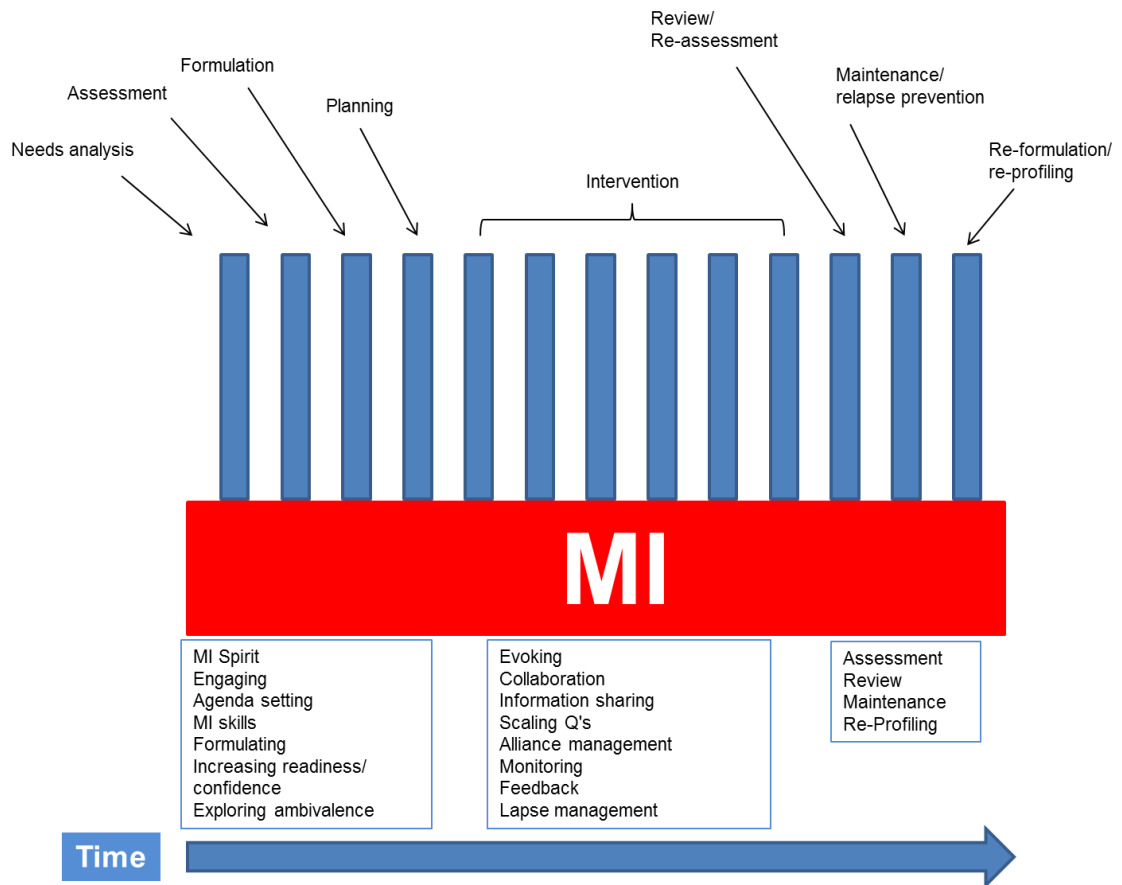 Review/
Re-assessment
Formulation
Maintenance/
relapse prevention
Assessment
Planning
Needs analysis
Re-formulation/
re-profiling
Intervention
MI
MI Spirit
Engaging
Agenda setting
MI skills
Formulating
Increasing readiness/
confidence
Exploring ambivalence
Evoking
Collaboration
Information sharing
Scaling Q's
Alliance management
Monitoring
Feedback
Lapse management
Assessment
Review
Maintenance
Re-Profiling
Time